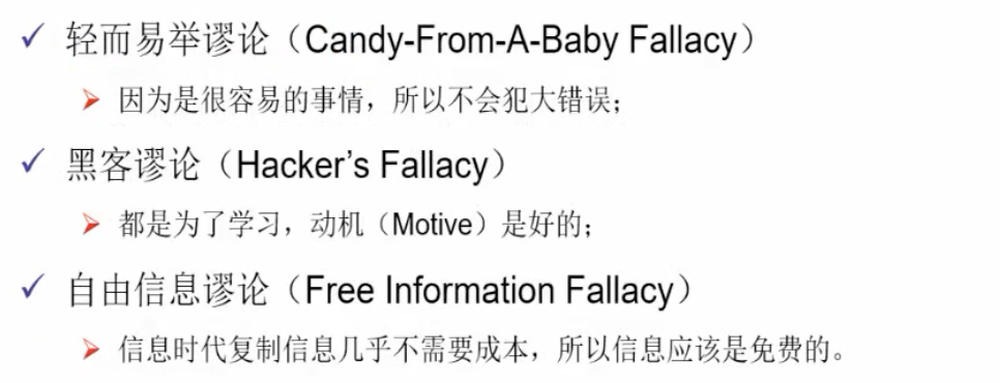 ✓ 轻而易举谬论（Candy-From-A-Baby Fallacy）
➢ 因为是很容易的事情，所以不会犯大错误；
✓ 黑客谬论（Hacker’s Fallacy）
➢ 都是为了学习，动机（Motive）是好的；
✓ 自由信息谬论（Free Information Fallacy）
➢ 信息时代复制信息几乎不需要成本，所以信息应该是免费的。